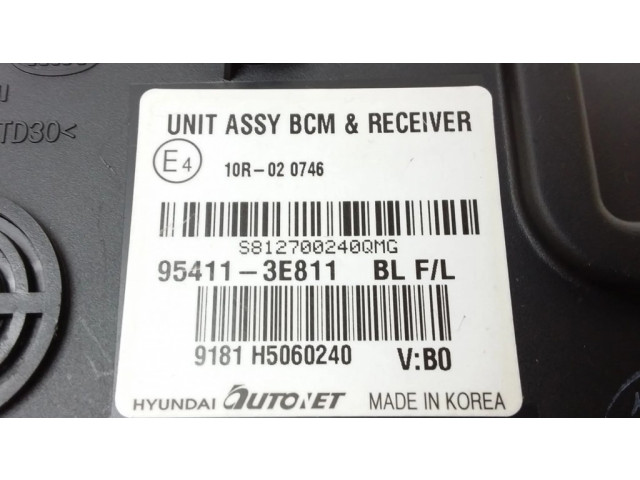 TD30<
UNIT ASSY BCM & RECEIVER
E4
10R-02 0746
S812700240QMG
95411-3E811 BL F/L
9181 H5060240 V:B0
HYUNDAI AUTONET MADE IN KOREA